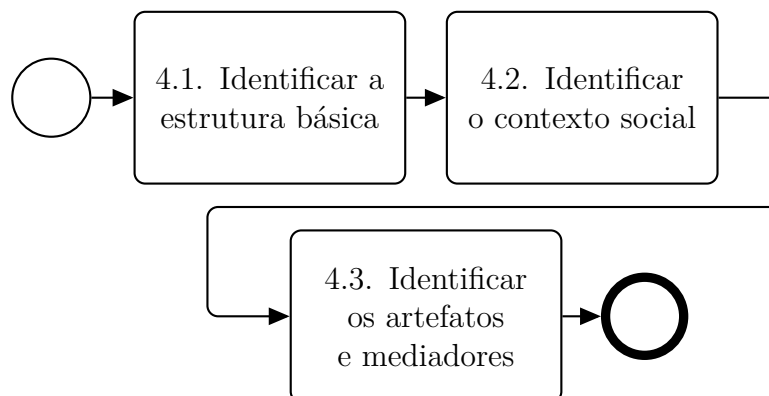 4.1. Identificar a
estrutura básica
4.2. Identificar
o contexto social
4.3. Identificar
os artefatos
e mediadores